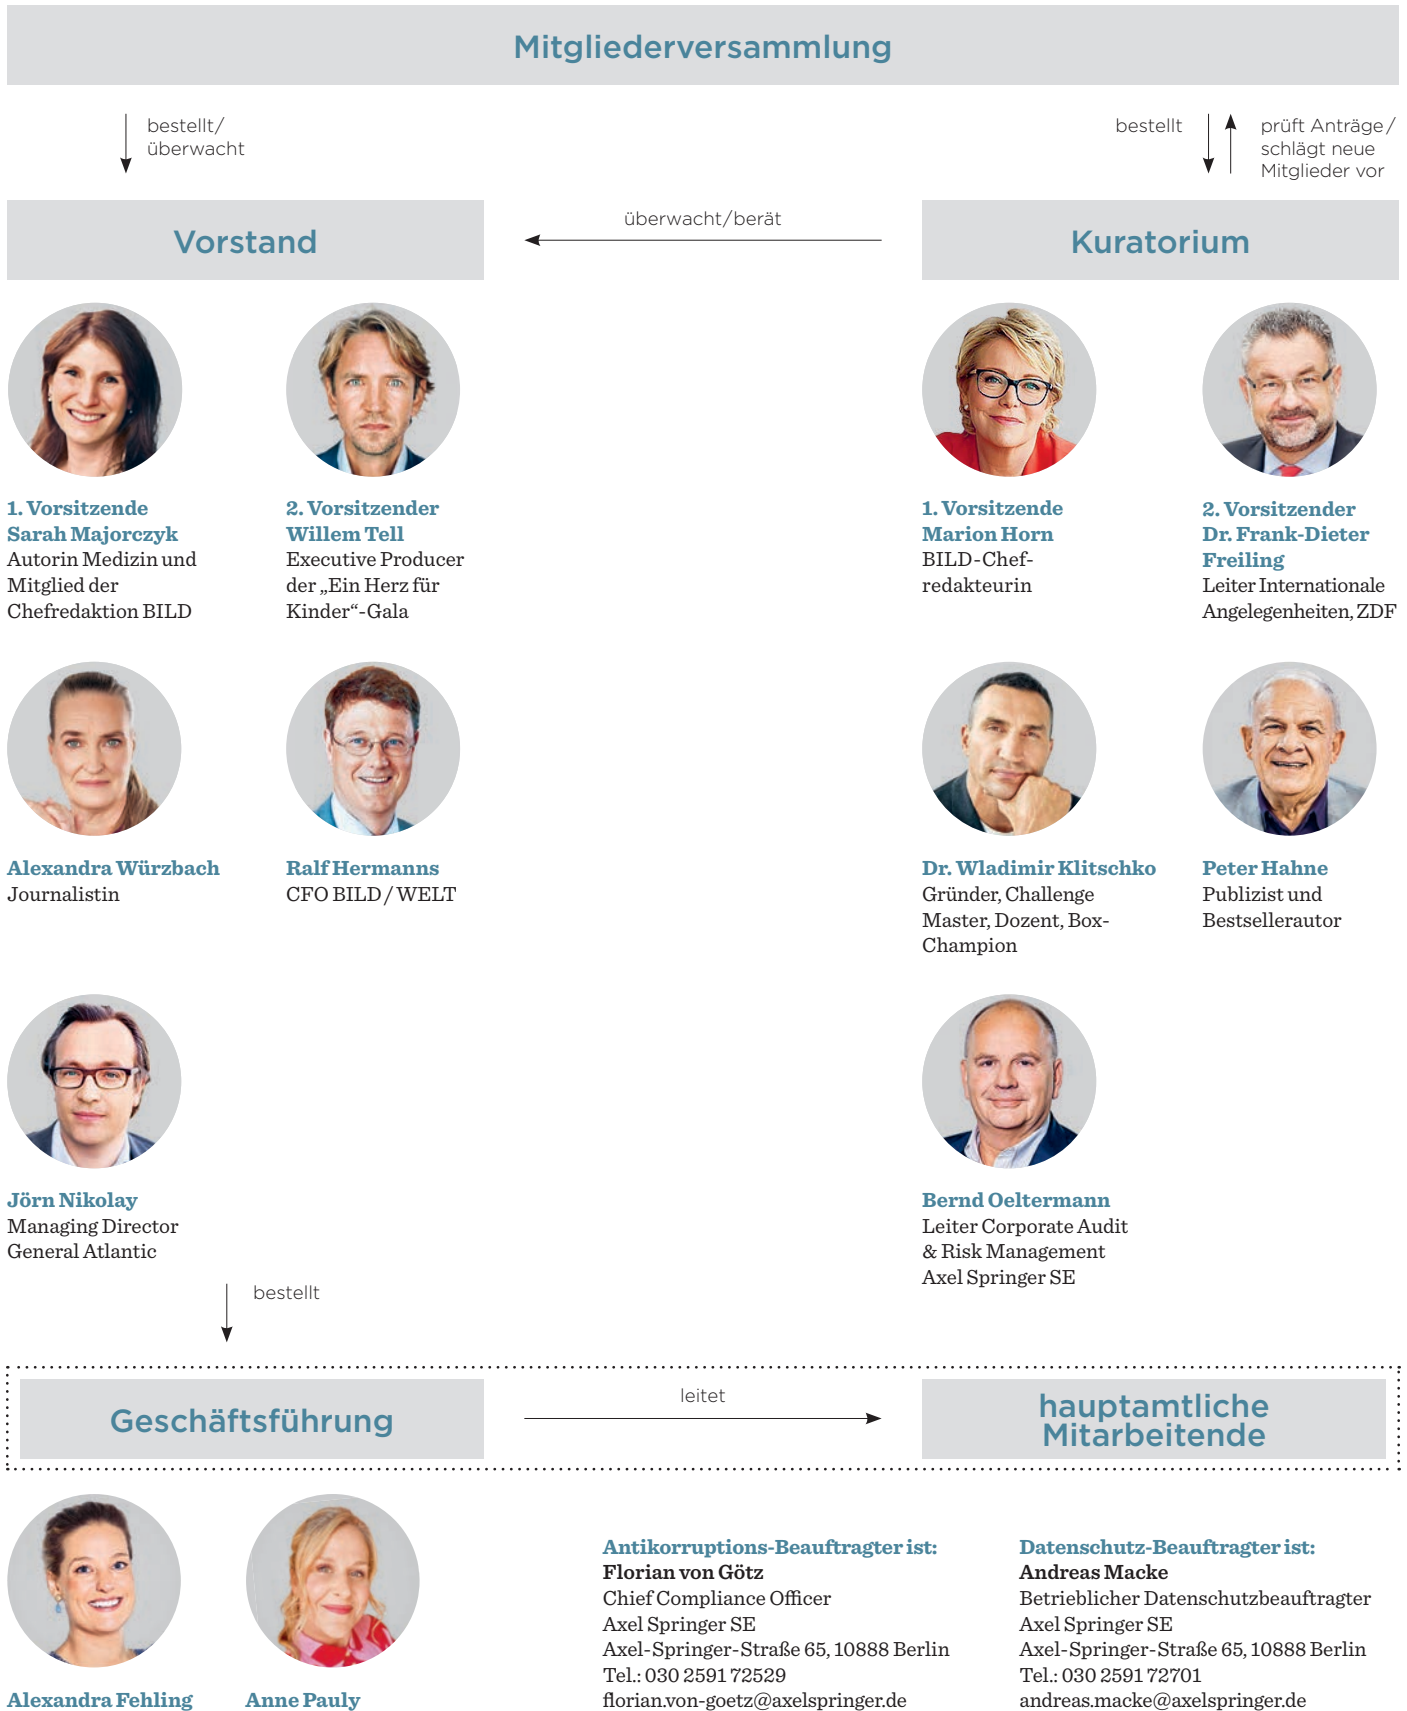 Mitgliederversammlung
bestellt/
überwacht
bestellt
prüft Anträge/
schlägt neue
Mitglieder vor
Vorstand
überwacht/berät
Kuratorium
1. Vorsitzende
Sarah Majorczyk
Autorin Medizin und
Mitglied der
Chefredaktion BILD
2. Vorsitzender
Willem Tell
Executive Producer
der „Ein Herz für
Kinder“-Gala
1. Vorsitzende
Marion Horn
BILD-Chef-
redakteurin
2. Vorsitzender
Dr. Frank-Dieter
Freiling
Leiter Internationale
Angelegenheiten, ZDF
Alexandra Würzbach
Journalistin
Ralf Hermanns
CFO BILD / WELT
Dr. Wladimir Klitschko
Gründer, Challenge
Master, Dozent, Box-
Champion
Peter Hahne
Publizist und
Bestsellerautor
Jörn Nikolay
Managing Director
General Atlantic
Bernd Oeltermann
Leiter Corporate Audit
& Risk Management
Axel Springer SE
bestellt
Geschäftsführung
leitet
hauptamtliche
Mitarbeitende
Alexandra Fehling
Anne Pauly
Antikorruptions-Beauftragter ist:
Florian von Götz
Chief Compliance Officer
Axel Springer SE
Axel-Springer-Straße 65, 10888 Berlin
Tel.: 030 2591 72529
florian.von-goetz@axelspringer.de
Datenschutz-Beauftragter ist:
Andreas Macke
Betrieblicher Datenschutzbeauftragter
Axel Springer SE
Axel-Springer-Straße 65, 10888 Berlin
Tel.: 030 2591 72701
andreas.macke@axelspringer.de